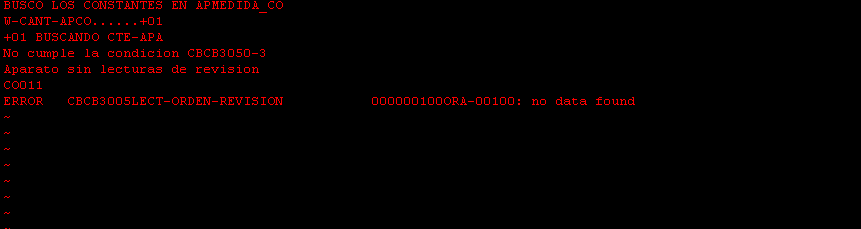 BUSCO LOS CONSTANTES EN APMEDIDA_CO
W-CANT-APCO......+01
+01 BUSCANDO CTE-APA
No cumple la condicion CBCB3050-3
Aparato sin lecturas de revision
CO011
ERROR   CBCB3005LECT-ORDEN-REVISION           000000100ORA-00100: no data found
~
~
~
~
~
~
~
~